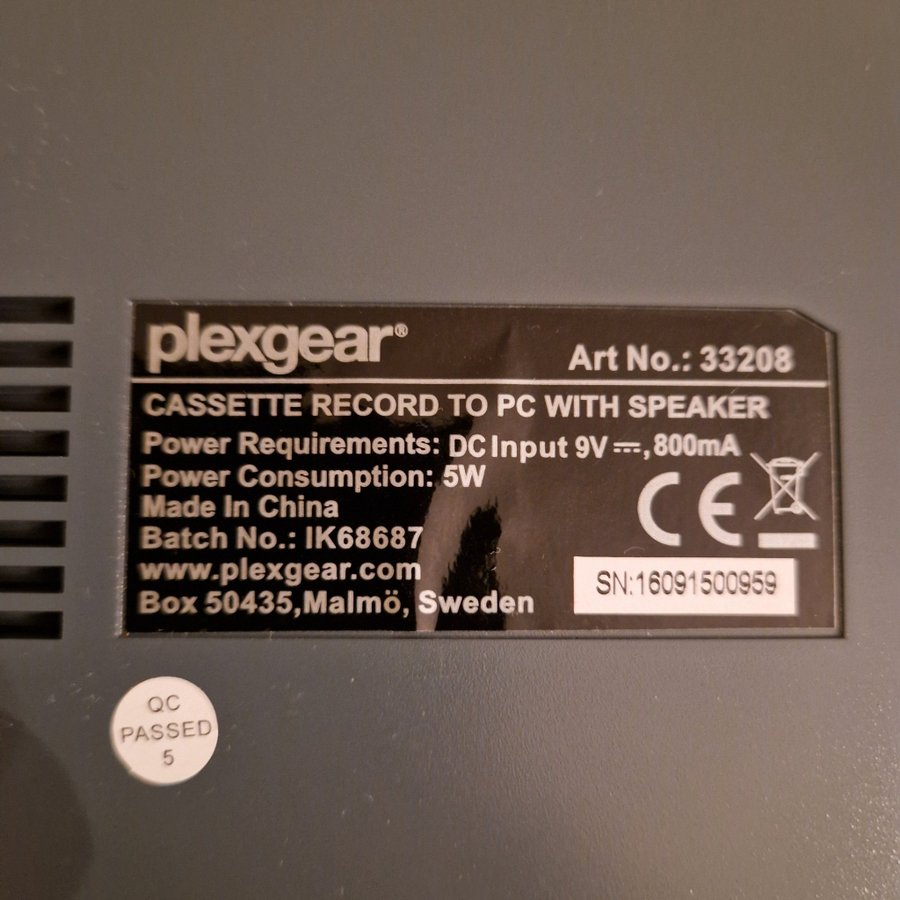 plexgear®
Art No.: 33208
CASSETTE RECORD TO PC WITH SPEAKER
Power Requirements: DC Input 9V ⎓, 800mA
Power Consumption: 5W
Made In China
Batch No.: IK68687
www.plexgear.com
Box 50435,Malmö, Sweden
CE
SN:16091500959
QC
PASSED
5